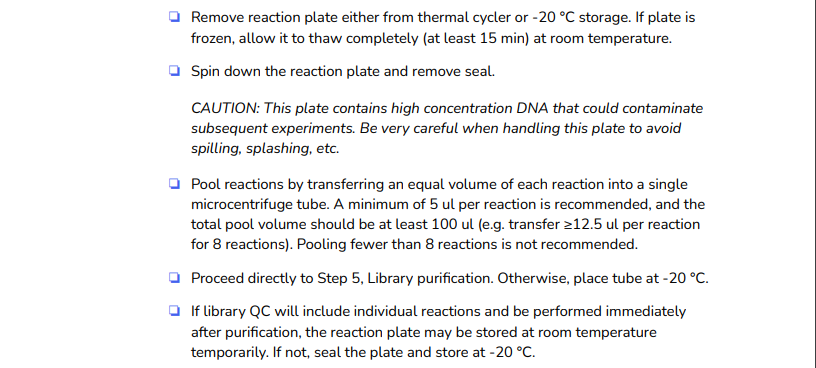 Remove reaction plate either from thermal cycler or -20 °C storage. If plate is
frozen, allow it to thaw completely (at least 15 min) at room temperature.
Spin down the reaction plate and remove seal.
CAUTION: This plate contains high concentration DNA that could contaminate
subsequent experiments. Be very careful when handling this plate to avoid
spilling, splashing, etc.
Pool reactions by transferring an equal volume of each reaction into a single
microcentrifuge tube. A minimum of 5 ul per reaction is recommended, and the
total pool volume should be at least 100 ul (e.g. transfer ≥12.5 ul per reaction
for 8 reactions). Pooling fewer than 8 reactions is not recommended.
Proceed directly to Step 5, Library purification. Otherwise, place tube at -20 °C.
If library QC will include individual reactions and be performed immediately
after purification, the reaction plate may be stored at room temperature
temporarily. If not, seal the plate and store at -20 °C.